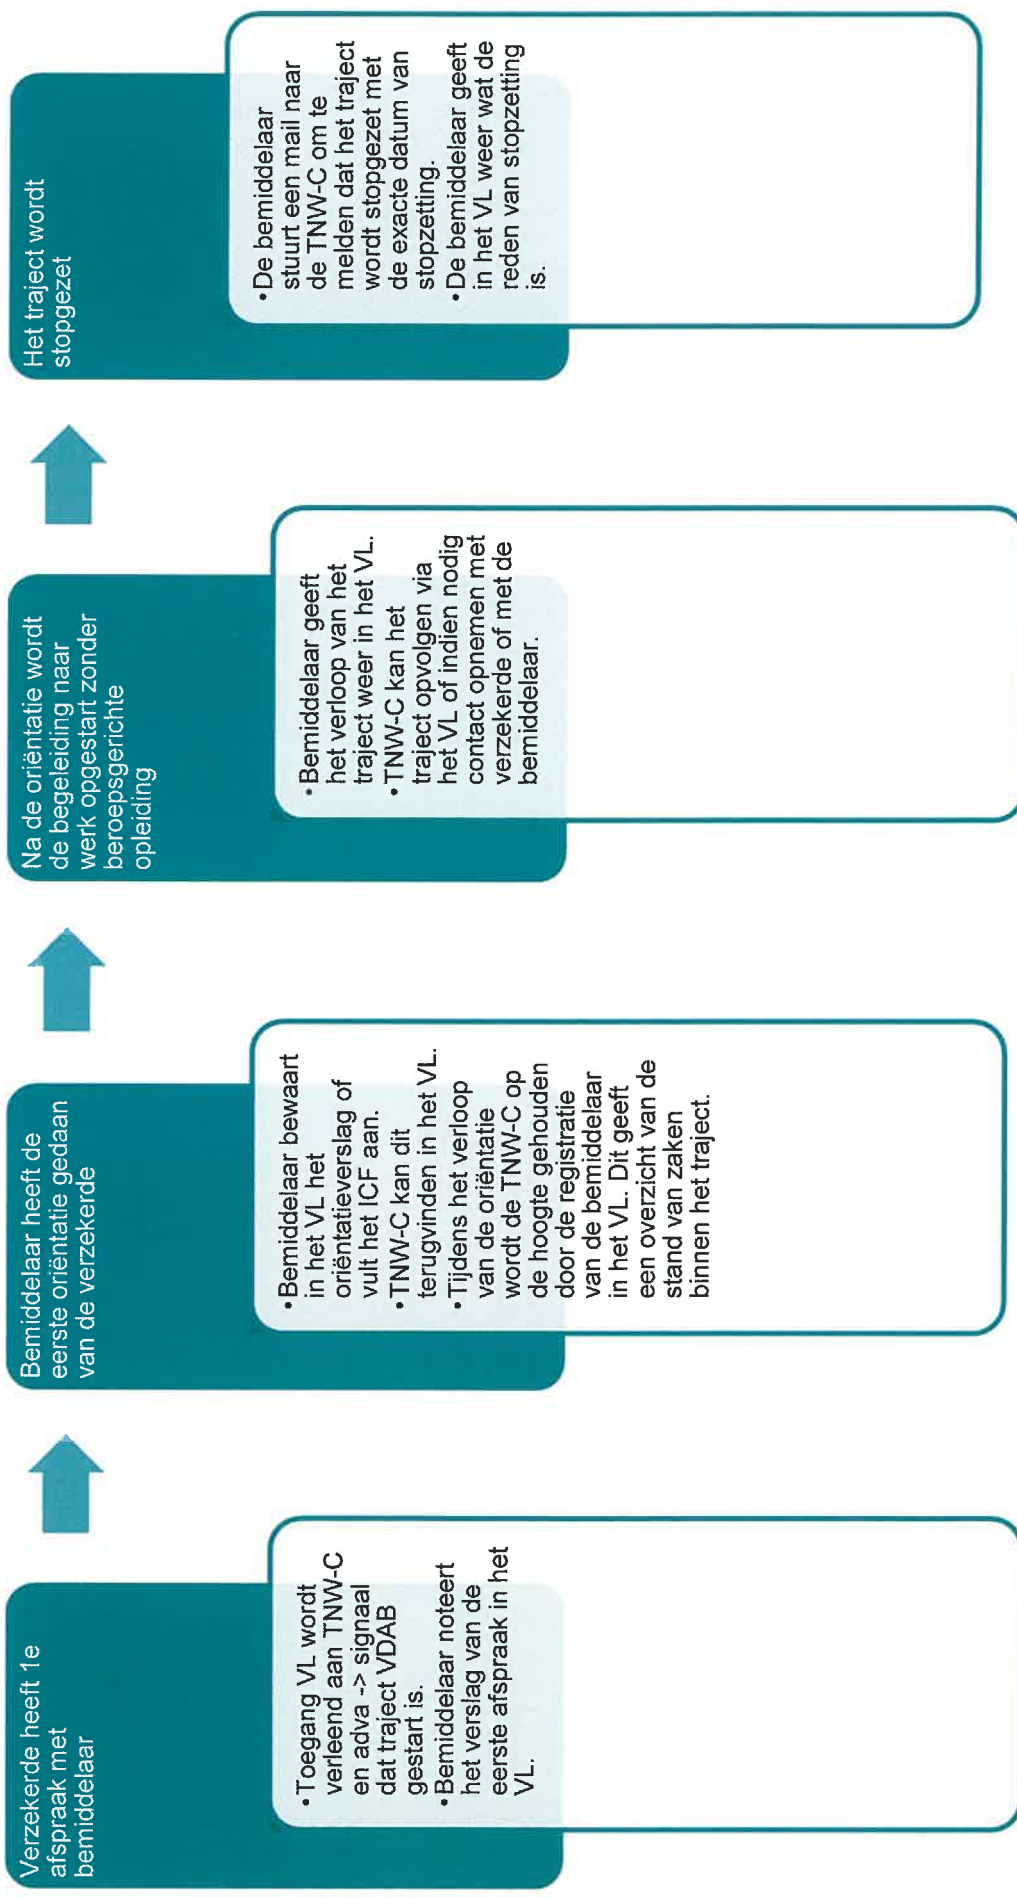 Verzekerde heeft 1e
afspraak met
bemiddelaar
•Toegang VL wordt
verleend aan TNW-C
en adva -> signaal
dat traject VDAB
gestart is.
•Bemiddelaar noteert
het verslag van de
eerste afspraak in het
VL.
Bemiddelaar heeft de
eerste oriëntatie gedaan
van de verzekerde
•Bemiddelaar bewaart
in het VL het
oriëntatieverslag of
vult het ICF aan.
•TNW-C kan dit
terugvinden in het VL.
•Tijdens het verloop
van de oriëntatie
wordt de TNW-C op
de hoogte gehouden
door de registratie
van de bemiddelaar
in het VL. Dit geeft
een overzicht van de
stand van zaken
binnen het traject.
Na de oriëntatie wordt
de begeleiding naar
werk opgestart zonder
beroepsgerichte
opleiding
•Bemiddelaar geeft
het verloop van het
traject weer in het VL.
•TNW-C kan het
traject opvolgen via
het VL of indien nodig
contact opnemen met
verzekerde of met de
bemiddelaar.
Het traject wordt
stopgezet
•De bemiddelaar
stuurt een mail naar
de TNW-C om te
melden dat het traject
wordt stopgezet met
de exacte datum van
stopzetting.
•De bemiddelaar geeft
in het VL weer wat de
reden van stopzetting
is.